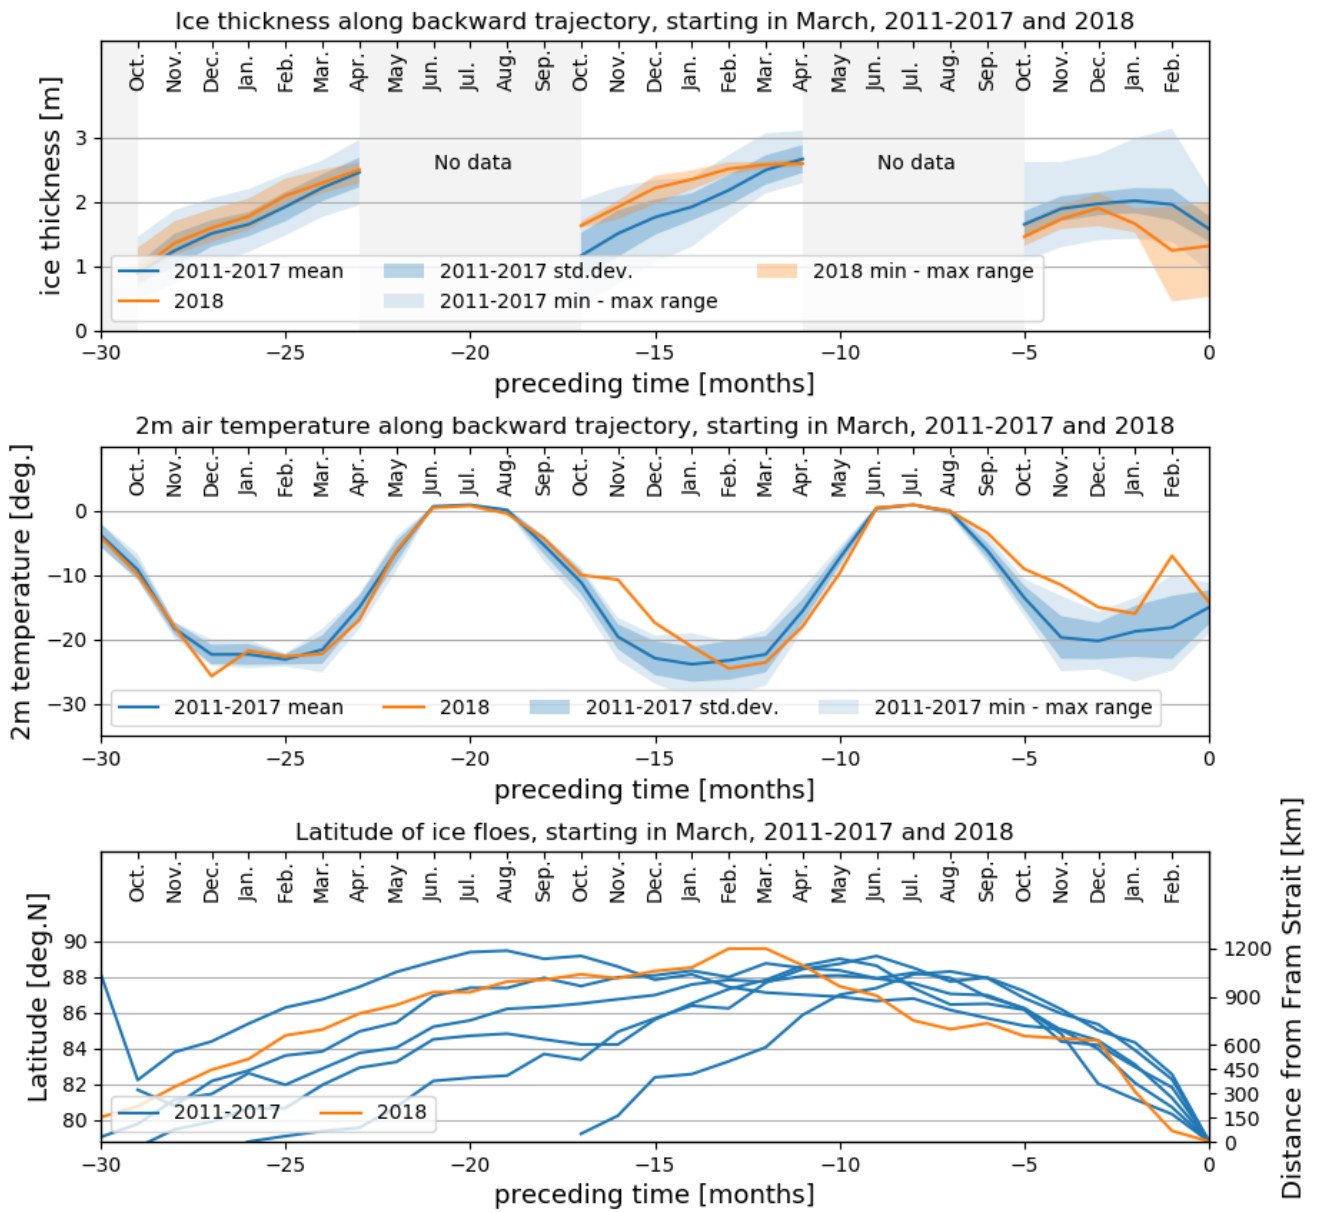 Ice thickness along backward trajectory, starting in March, 2011-2017 and 2018
Oct. Nov. Dec. Jan. Feb. Mar. Apr. May Jun. Jul. Aug. Sep. Oct. Nov. Dec. Jan. Feb. Mar. Apr. May Jun. Jul. Aug. Sep. Oct. Nov. Dec. Jan. Feb.
ice thickness [m]
3
2
1
0
No data
No data
2011-2017 mean
2018
2011-2017 std.dev.
2011-2017 min - max range
2018 min - max range
−30 −25 −20 −15 −10 −5 0
preceding time [months]
2m air temperature along backward trajectory, starting in March, 2011-2017 and 2018
Oct. Nov. Dec. Jan. Feb. Mar. Apr. May Jun. Jul. Aug. Sep. Oct. Nov. Dec. Jan. Feb. Mar. Apr. May Jun. Jul. Aug. Sep. Oct. Nov. Dec. Jan. Feb.
2m temperature [deg.]
0
−10
−20
−30
2011-2017 mean 2018 2011-2017 std.dev. 2011-2017 min - max range
−30 −25 −20 −15 −10 −5 0
preceding time [months]
Latitude of ice floes, starting in March, 2011-2017 and 2018
Oct. Nov. Dec. Jan. Feb. Mar. Apr. May Jun. Jul. Aug. Sep. Oct. Nov. Dec. Jan. Feb. Mar. Apr. May Jun. Jul. Aug. Sep. Oct. Nov. Dec. Jan. Feb.
Latitude [deg.N]
90
88
86
84
82
80
2011-2017 2018
1200
900
600
450
300
150
0
Distance from Fram Strait [km]
−30 −25 −20 −15 −10 −5 0
preceding time [months]